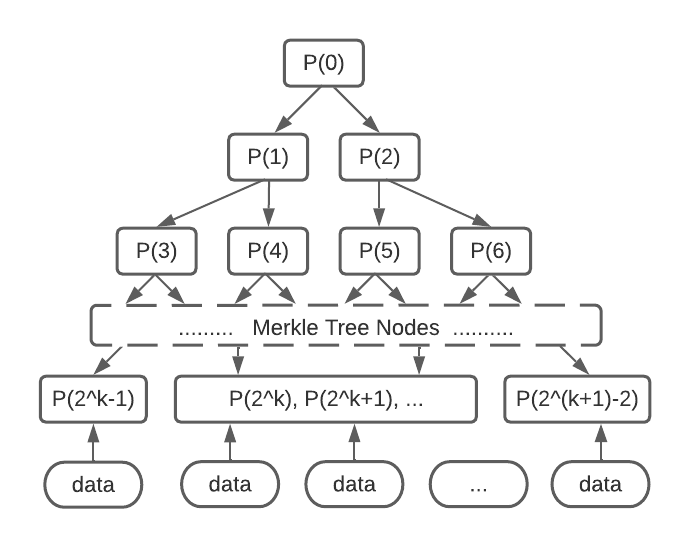 P(0)
P(1) P(2)
P(3) P(4) P(5) P(6)
......... Merkle Tree Nodes ..........
P(2^k-1) P(2^k), P(2^k+1), ... P(2^(k+1)-2)
data data data ... data